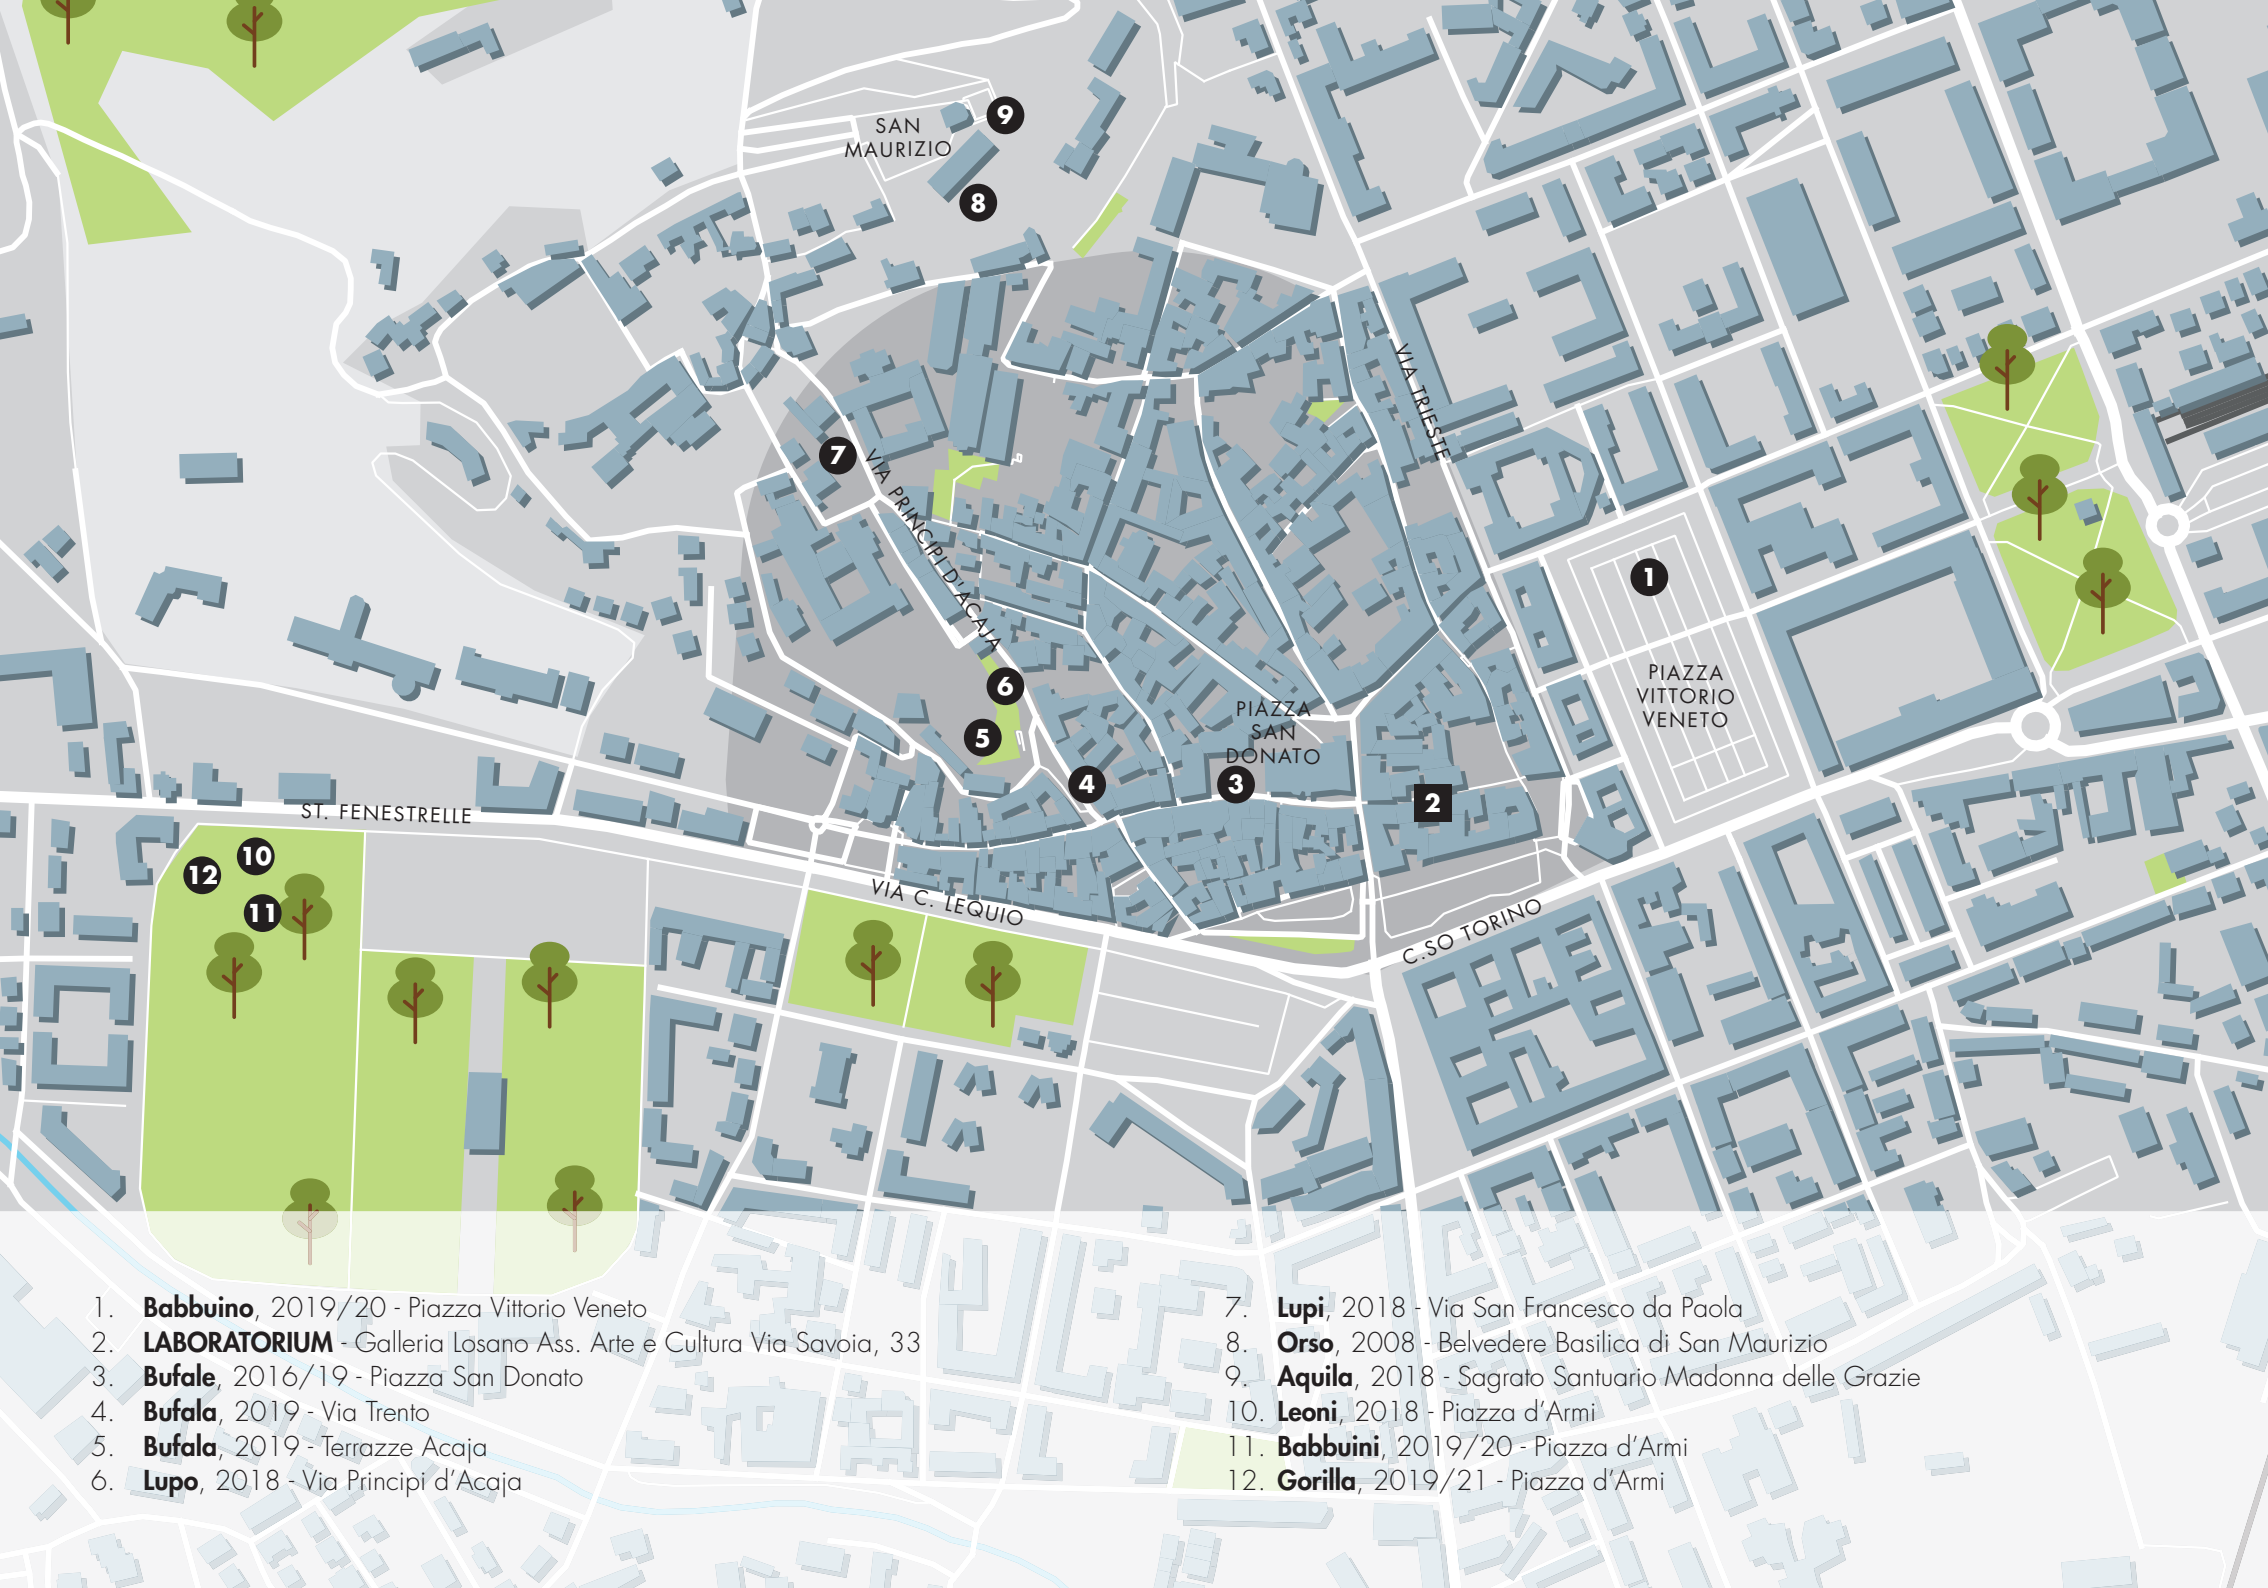 9
SAN
MAURIZIO
8
VIA TRIESTE
7
VIA PRINCIPI D'ACAJA
1
6
PIAZZA
VITTORIO
VENETO
PIAZZA
SAN
DONATO
5
4
3
2
ST. FENESTRELLE
10
12
11
VIA C. LEQUIO
C.SO TORINO
1. Babbuino, 2019/20 - Piazza Vittorio Veneto
2. LABORATORIUM - Galleria Losano Ass. Arte e Cultura Via Savoia, 33
3. Bufale, 2016/19 - Piazza San Donato
4. Bufala, 2019 - Via Trento
5. Bufala, 2019 - Terrazze Acaja
6. Lupo, 2018 - Via Principi d'Acaja
7. Lupi, 2018 - Via San Francesco da Paola
8. Orso, 2008 - Belvedere Basilica di San Maurizio
9. Aquila, 2018 - Sagrato Santuario Madonna delle Grazie
10. Leoni, 2018 - Piazza d'Armi
11. Babbuini, 2019/20 - Piazza d'Armi
12. Gorilla, 2019/21 - Piazza d'Armi